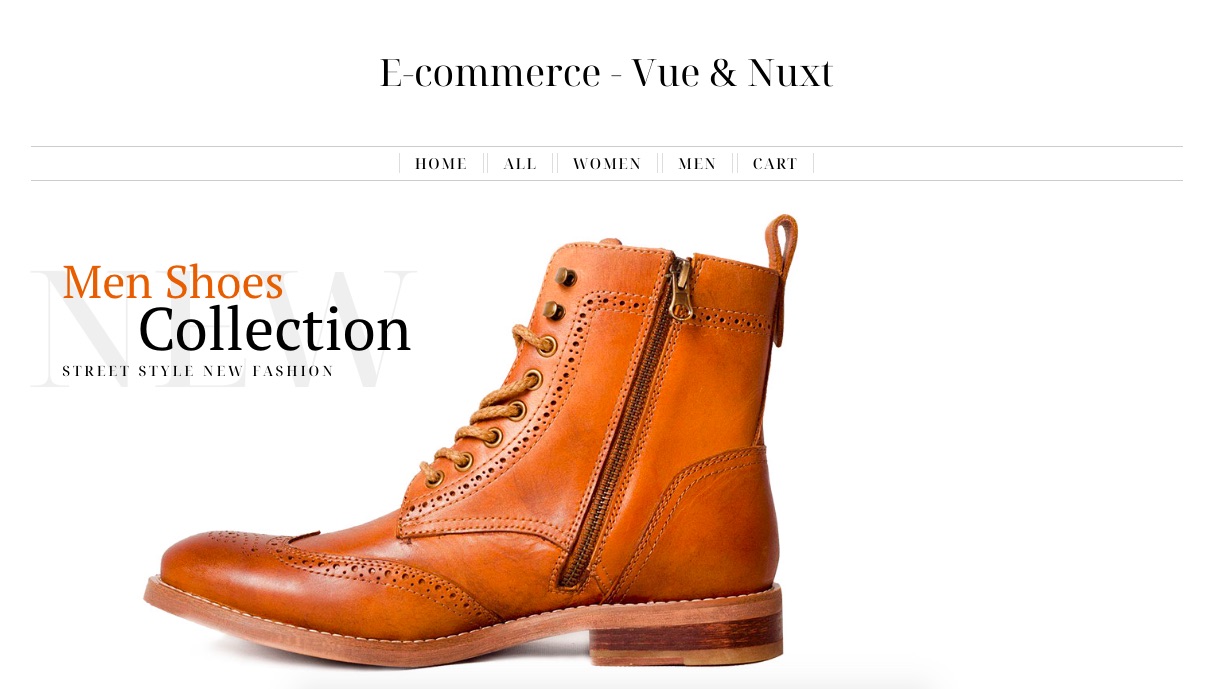 E-commerce - Vue & Nuxt
HOME ALL WOMEN MEN CART
NEW
Men Shoes
Collection
STREET STYLE NEW FASHION